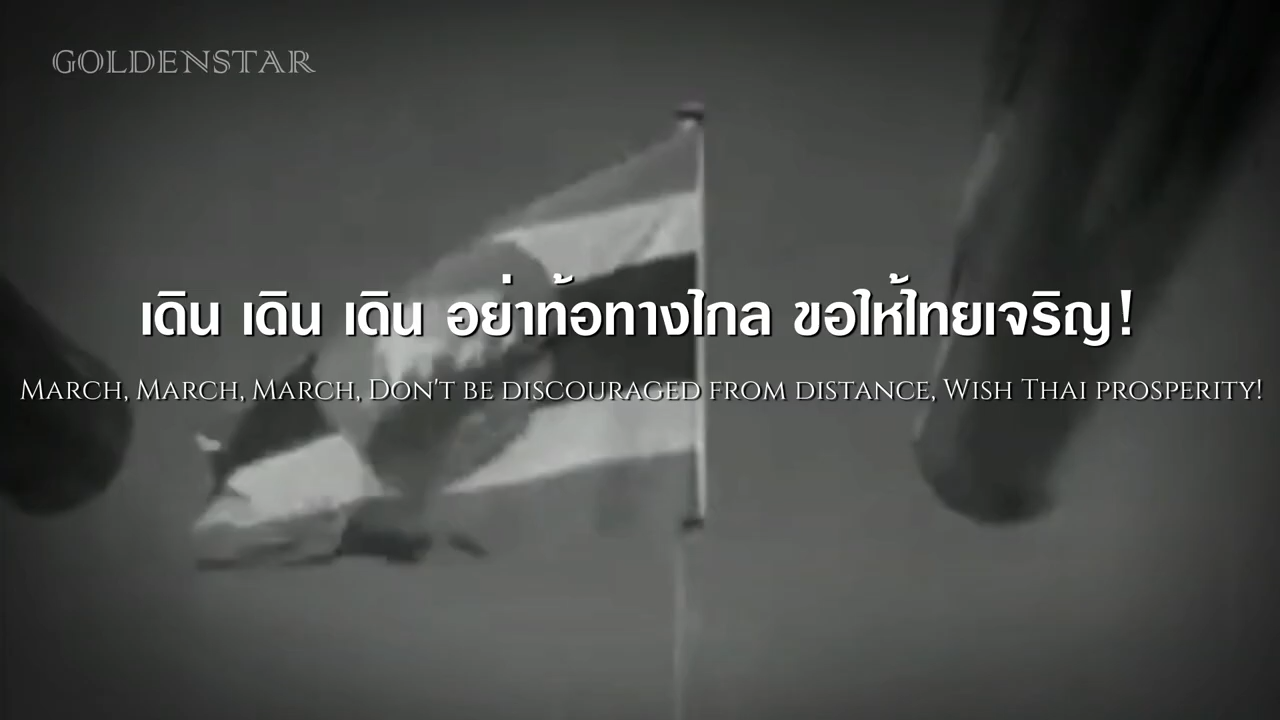 GOLDENSTAR
เดิน เดิน เดิน อย่าท้อทางไกล ขอให้ไทยเจริญ!
March, March, March, Don't be discouraged from distance, Wish Thai prosperity!